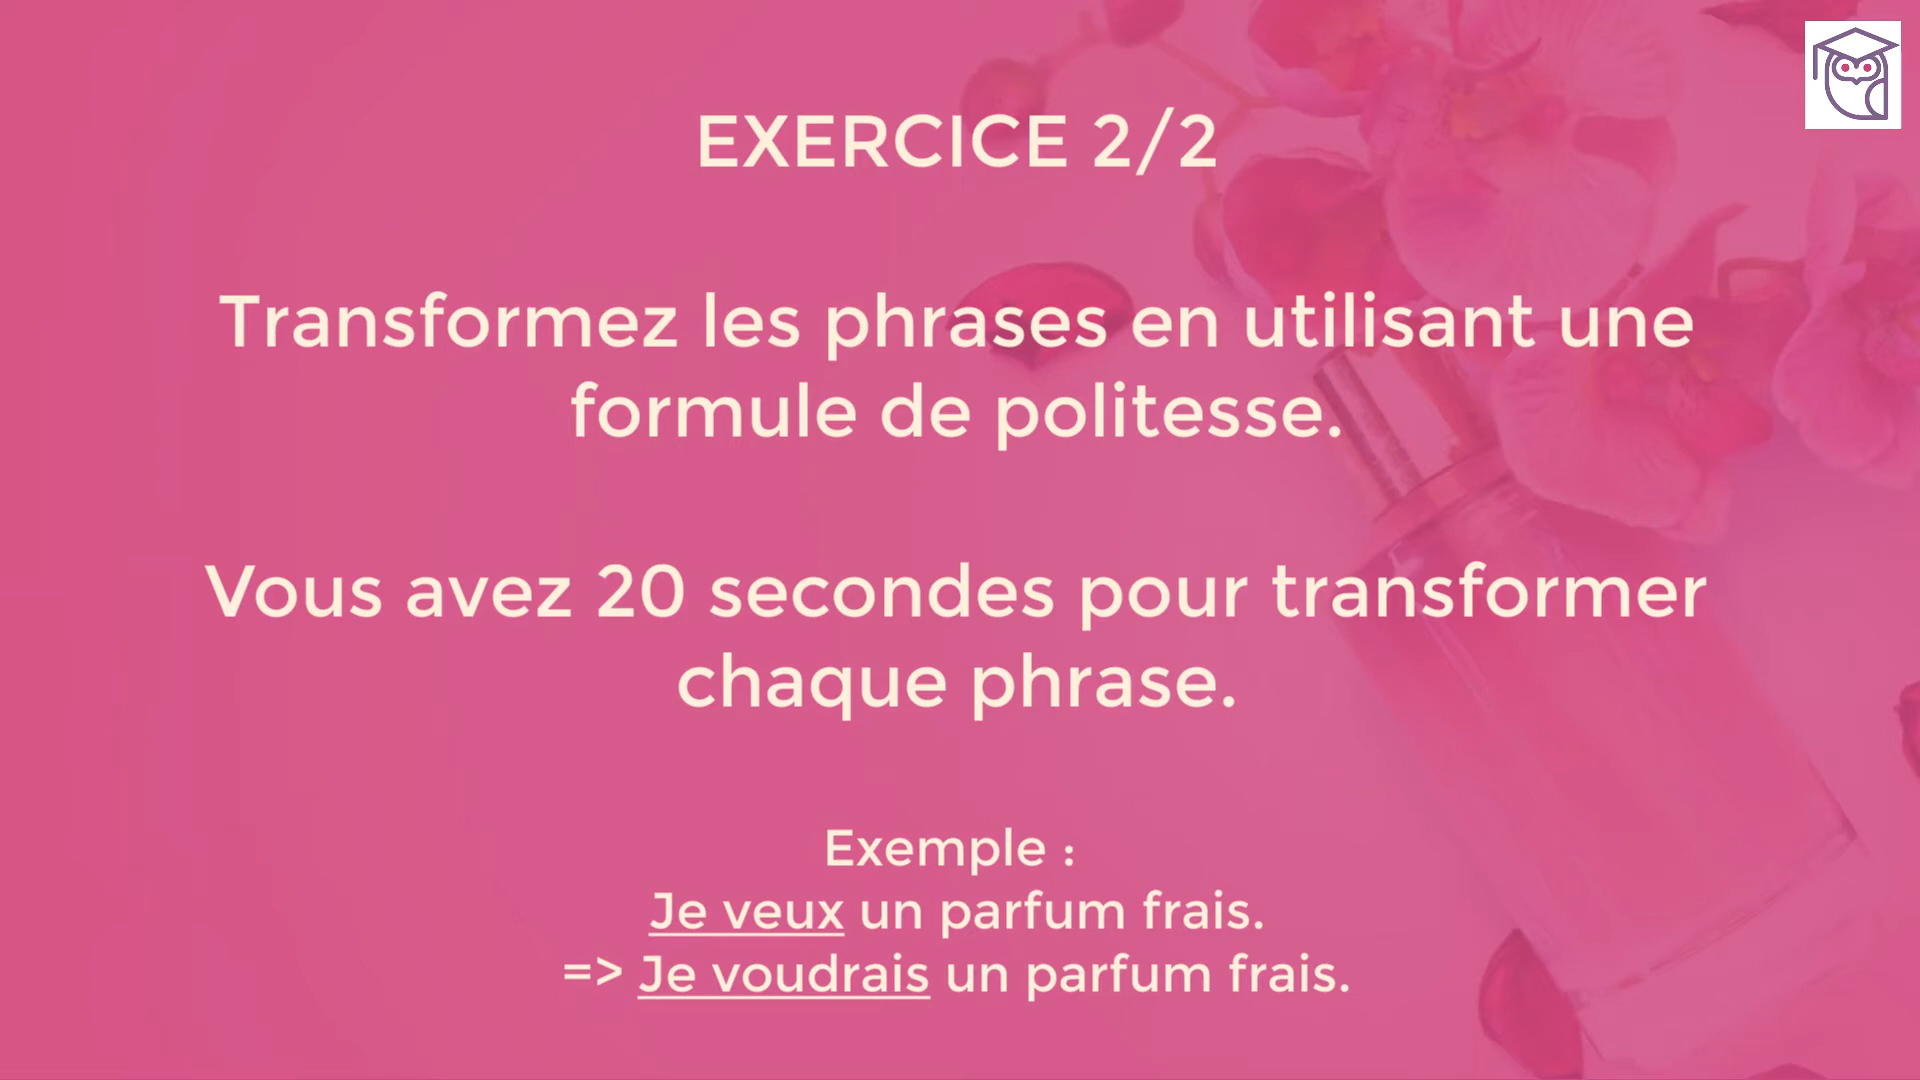 EXERCICE 2/2
Transformez les phrases en utilisant une
formule de politesse.
Vous avez 20 secondes pour transformer
chaque phrase.
Exemple :
Je veux un parfum frais.
=> Je voudrais un parfum frais.